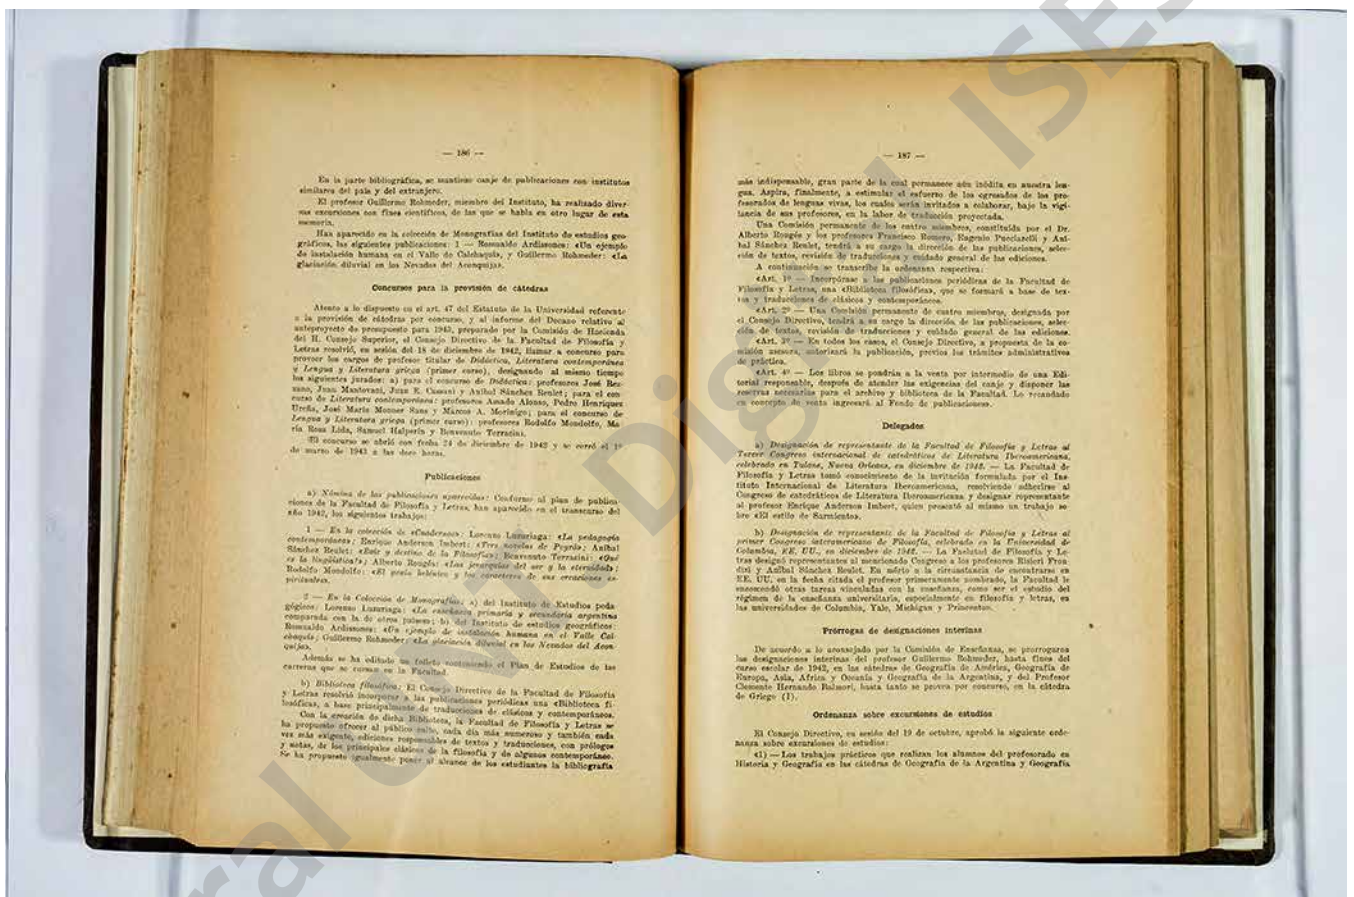 — 186 —
En la parte bibliográfica, se mantiene canje de publicaciones con institutos
similares del país y del extranjero.
El profesor Guillermo Rohmeder, miembro del Instituto, ha realizado diver-
sas excursiones con fines científicos, de las que se habla en otro lugar de esta
memoria.
Han aparecido en la colección de Monografías del Instituto de estudios geo-
gráficos, las siguientes publicaciones: 1 — Romualdo Ardissone: «Un ejemplo
de instalación humana en el Valle de Calchaquí», y Guillermo Rohmeder: «La
glaciación diluvial en los Nevados del Aconquija».
Concursos para la provisión de cátedras
Atento a lo dispuesto en el art. 47 del Estatuto de la Universidad referente
a la provisión de cátedras por concurso, y al informe del Decano relativo al
anteproyecto de presupuesto para 1943, preparado por la Comisión de Hacienda
del H. Consejo Superior, el Consejo Directivo de la Facultad de Filosofía y
Letras resolvió, en sesión del 18 de diciembre de 1942, llamar a concurso para
proveer los cargos de profesor titular de Didáctica, Literatura contemporánea
y Lengua y Literatura griega (primer curso), designando al mismo tiempo
los siguientes jurados: a) para el concurso de Didáctica: profesores José Rez-
zano, Juan Mantovani, Juan E. Cassani y Aníbal Sánchez Reulet; para el con-
curso de Literatura contemporánea: profesores Amado Alonso, Pedro Henríquez
Ureña, José María Monner Sans y Marcos A. Morínigo; para el concurso de
Lengua y Literatura griega (primer curso): profesores Rodolfo Mondolfo, Ma-
ría Rosa Lida, Samuel Halperín y Benvenuto Terracini.
El concurso se abrió con fecha 24 de diciembre de 1942 y se cerró el 1º
de marzo de 1943 a las doce horas.
Publicaciones
a) Nómina de las publicaciones aparecidas: Conforme al plan de publica-
ciones de la Facultad de Filosofía y Letras, han aparecido en el transcurso del
año 1942, los siguientes trabajos:
1 — En la colección de «Cuadernos»: Lorenzo Luzuriaga: «La pedagogía
contemporánea»; Enrique Anderson Imbert: «Tres novelas de Payró»; Aníbal
Sánchez Reulet: «Raíz y destino de la Filosofía»; Benvenuto Terracini: «Qué
es la lingüística?»; Alberto Rougés: «Las jerarquías del ser y la eternidad»;
Rodolfo Mondolfo: «El genio helénico y los caracteres de sus creaciones es-
pirituales».
2 — En la Colección de Monografías: a) del Instituto de Estudios peda-
gógicos: Lorenzo Luzuriaga: «La enseñanza primaria y secundaria argentina
comparada con la de otros países»; b) del Instituto de estudios geográficos:
Romualdo Ardissone: «Un ejemplo de instalación humana en el Valle Cal-
chaquí»; Guillermo Rohmeder: «La glaciación diluvial en los Nevados del Acon-
quija».
Además se ha editado un folleto conteniendo el Plan de Estudios de las
carreras que se cursan en la Facultad.
b) Biblioteca filosófica: El Consejo Directivo de la Facultad de Filosofía
y Letras resolvió incorporar a las publicaciones periódicas una «Biblioteca fi-
losófica», a base principalmente de traducciones de clásicos y contemporáneos.
Con la creación de dicha Biblioteca, la Facultad de Filosofía y Letras se
ha propuesto ofrecer al público culto, cada día más numeroso y también cada
vez más exigente, ediciones responsables de textos y traducciones, con prólogos
y notas, de los principales clásicos de la filosofía y de algunos contemporáneo.
Se ha propuesto igualmente poner al alcance de los estudiantes la bibliografía
— 187 —
más indispensable, gran parte de la cual permanece aún inédita en nuestra len-
gua. Aspira, finalmente, a estimular el esfuerzo de los egresados de los pro-
fesorados de lenguas vivas, los cuales serán invitados a colaborar, bajo la vigi-
lancia de sus profesores, en la labor de traducción proyectada.
Una Comisión permanente de los cuatro miembros, constituida por el Dr.
Alberto Rougés y los profesores Francisco Romero, Eugenio Pucciarelli y Aní-
bal Sánchez Reulet, tendrá a su cargo la dirección de las publicaciones, selec-
ción de textos, revisión de traducciones y cuidado general de las ediciones.
A continuación se transcribe la ordenanza respectiva:
«Art. 1º — Incorpórase a las publicaciones periódicas de la Facultad de
Filosofía y Letras, una «Biblioteca filosófica», que se formará a base de tex-
tos y traducciones de clásicos y contemporáneos.
«Art. 2º — Una Comisión permanente de cuatro miembros, designada por
el Consejo Directivo, tendrá a su cargo la dirección de las publicaciones, selec-
ción de textos, revisión de traducciones y cuidado general de las ediciones.
«Art. 3º — En todos los casos, el Consejo Directivo, a propuesta de la co-
misión asesora, autorizará la publicación, previos los trámites administrativos
de práctica.
«Art. 4º — Los libros se pondrán a la venta por intermedio de una Edi-
torial responsable, después de atender las exigencias del canje y disponer las
reservas necesarias para el archivo y biblioteca de la Facultad. Lo recaudado
en concepto de venta ingresará al Fondo de publicaciones».
Delegados
a) Designación de representante de la Facultad de Filosofía y Letras al
Tercer Congreso internacional de catedráticos de Literatura Iberoamericana,
celebrado en Tulane, Nueva Orleans, en diciembre de 1942. — La Facultad de
Filosofía y Letras tomó conocimiento de la invitación formulada por el Ins-
tituto Internacional de Literatura Iberoamericana, resolviendo adherirse al
Congreso de catedráticos de Literatura Iberoamericana y designar representante
al profesor Enrique Anderson Imbert, quien presentó al mismo un trabajo so-
bre «El estilo de Sarmiento».
b) Designación de representante de la Facultad de Filosofía y Letras al
primer Congreso interamericano de Filosofía, celebrado en la Universidad de
Columbia, EE. UU., en diciembre de 1942. — La Facultad de Filosofía y Le-
tras designó representantes al mencionado Congreso a los profesores Risieri Fron-
dizi y Aníbal Sánchez Reulet. En mérito a la circunstancia de encontrarse en
EE. UU. en la fecha citada el profesor primeramente nombrado, la Facultad le
encomendó otras tareas vinculadas con la enseñanza, como ser el estudio del
régimen de la enseñanza universitaria, especialmente en filosofía y letras, en
las universidades de Columbia, Yale, Michigan y Princeton».
Prórrogas de designaciones interinas
De acuerdo a lo aconsejado por la Comisión de Enseñanza, se prorrogaron
las designaciones interinas del profesor Guillermo Rohmeder, hasta fines del
curso escolar de 1942, en las cátedras de Geografía de América, Geografía de
Europa, Asia, Africa y Oceanía y Geografía de la Argentina, y del Profesor
Clemente Hernando Balmori, hasta tanto se provea por concurso, en la cátedra
de Griego (I).
Ordenanza sobre excursiones de estudios
El Consejo Directivo, en sesión del 19 de octubre, aprobó la siguiente orde-
nanza sobre excursiones de estudios:
«1) — Los trabajos prácticos que realizan los alumnos del profesorado en
Historia y Geografía en las cátedras de Geografía de la Argentina y Geografía